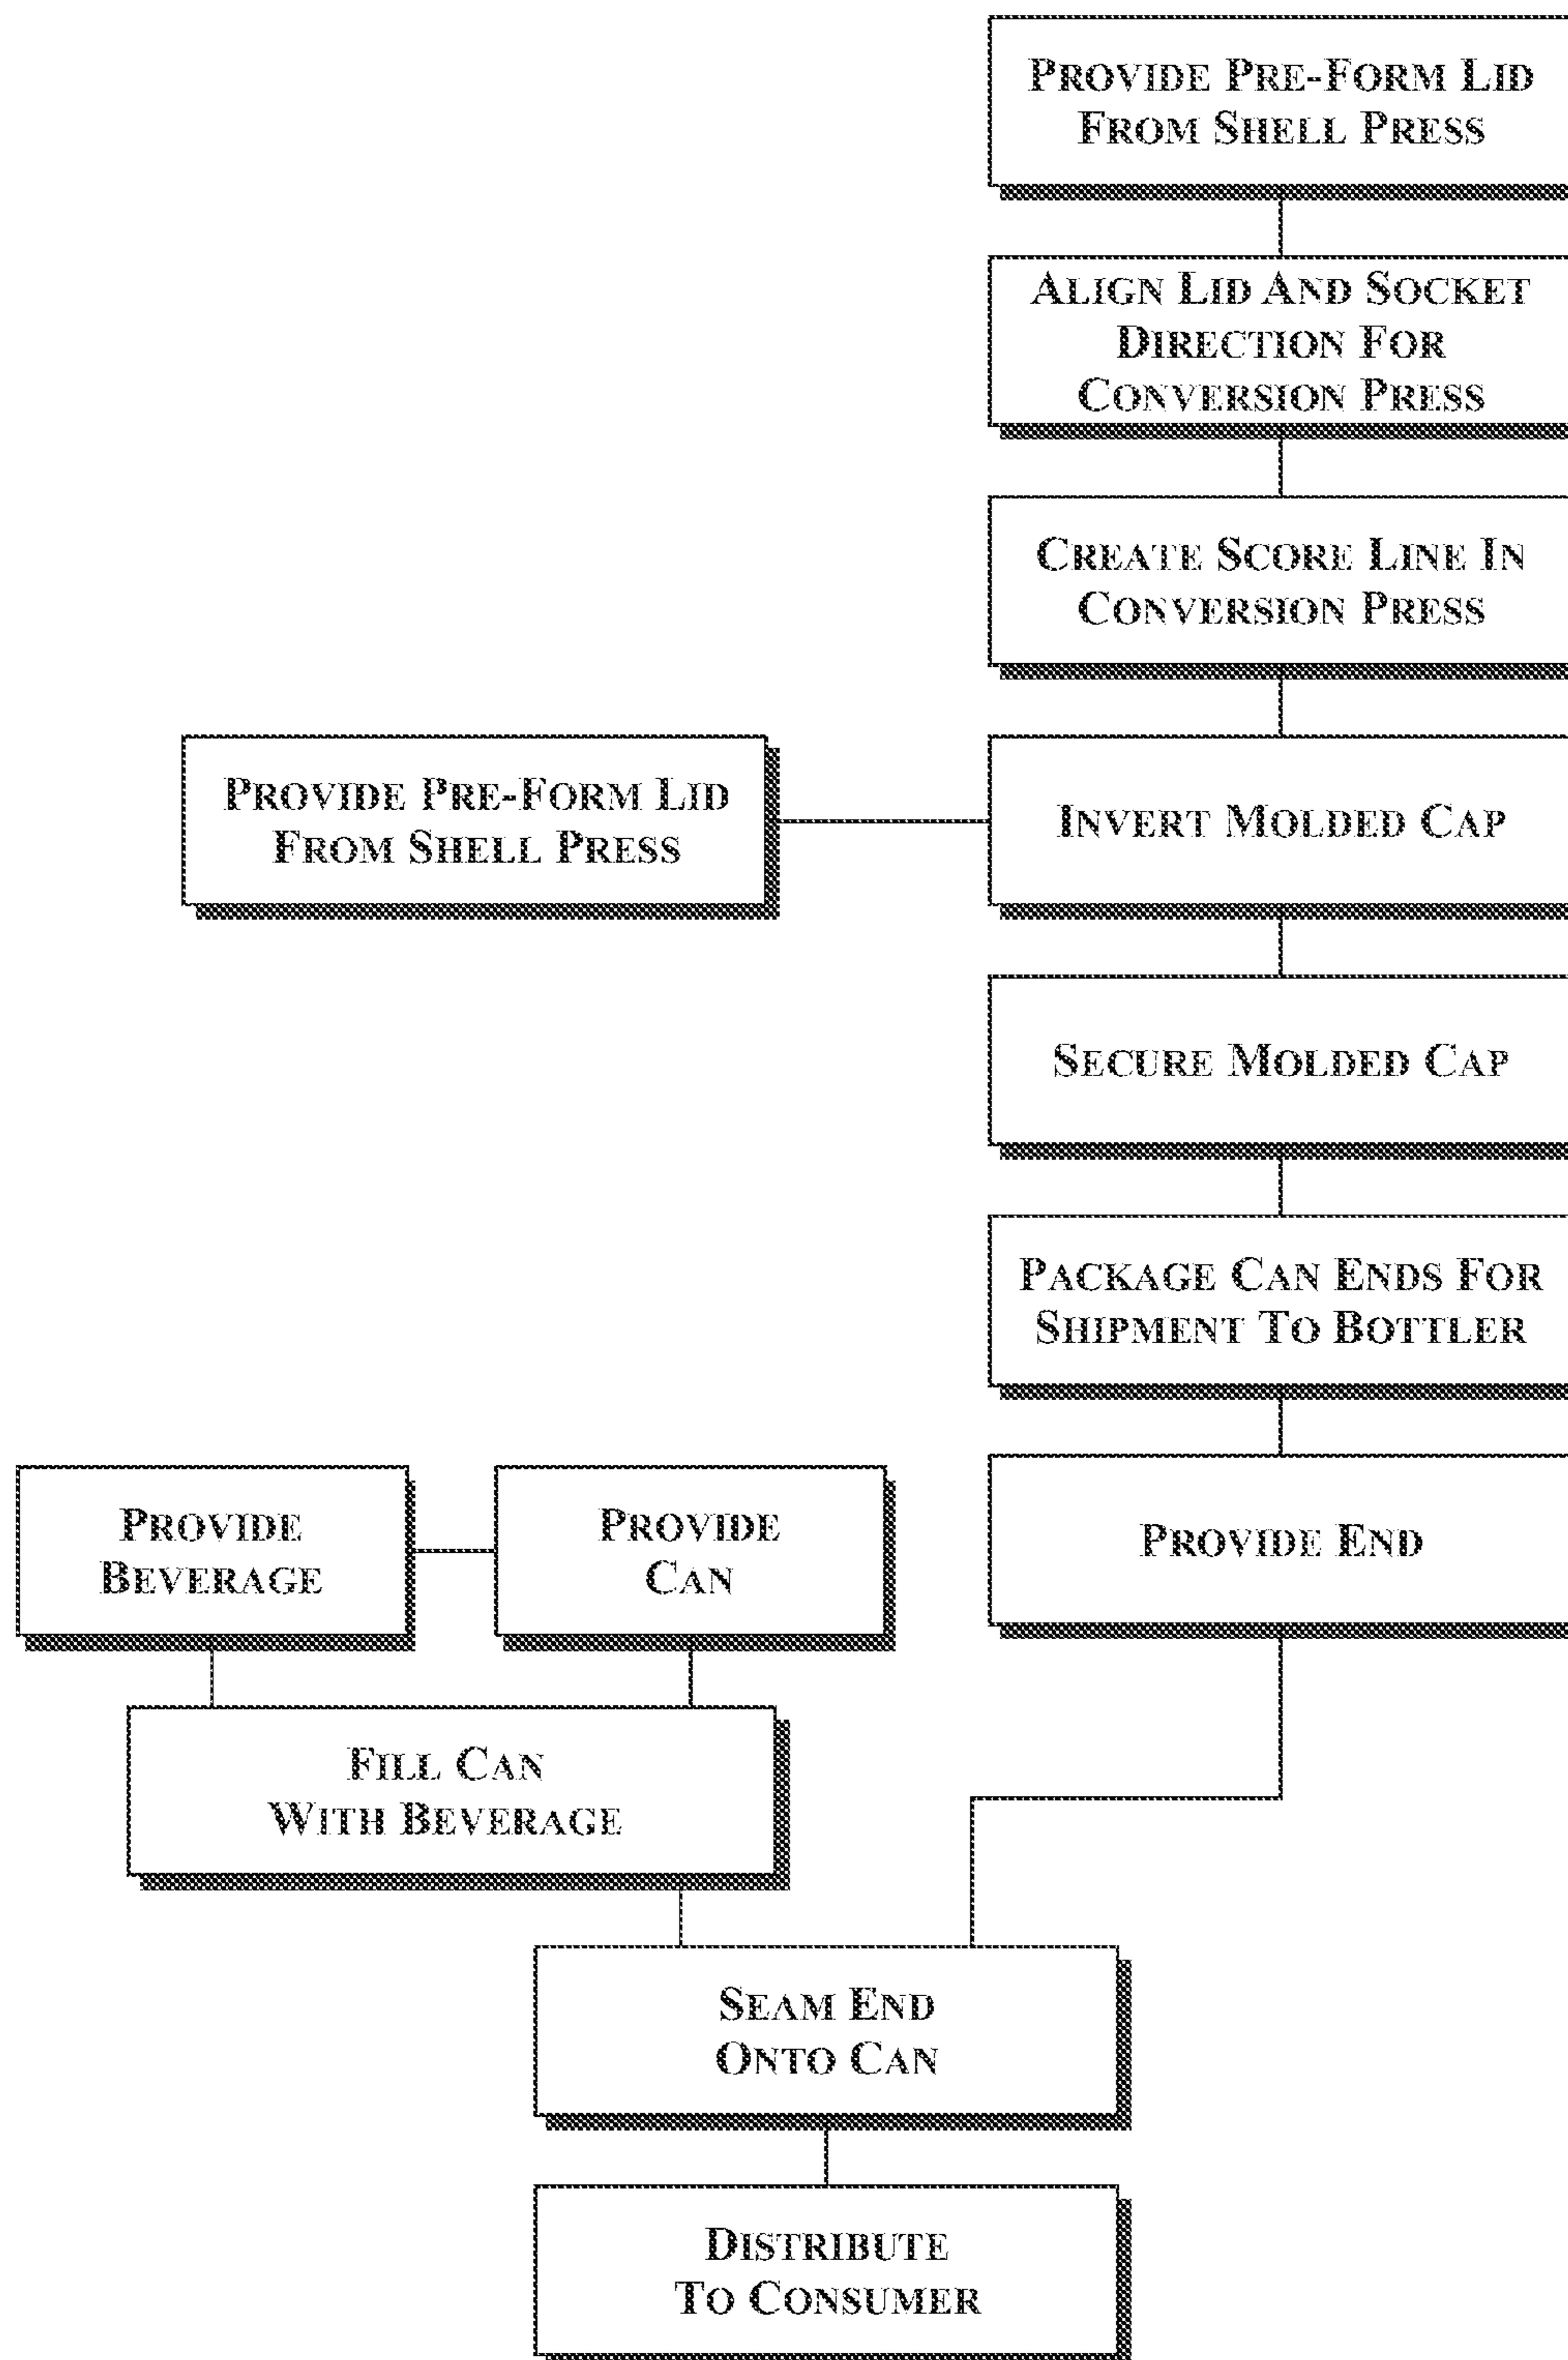 PROVIDE PRE-FORM LID
FROM SHELL PRESS
ALIGN LID AND SOCKET
DIRECTION FOR
CONVERSION PRESS
CREATE SCORE LINE IN
CONVERSION PRESS
PROVIDE PRE-FORM LID
FROM SHELL PRESS
INVERT MOLDED CAP
SECURE MOLDED CAP
PACKAGE CAN ENDS FOR
SHIPMENT TO BOTTLER
PROVIDE
BEVERAGE
PROVIDE
CAN
PROVIDE END
FILL CAN
WITH BEVERAGE
SEAM END
ONTO CAN
DISTRIBUTE
TO CONSUMER